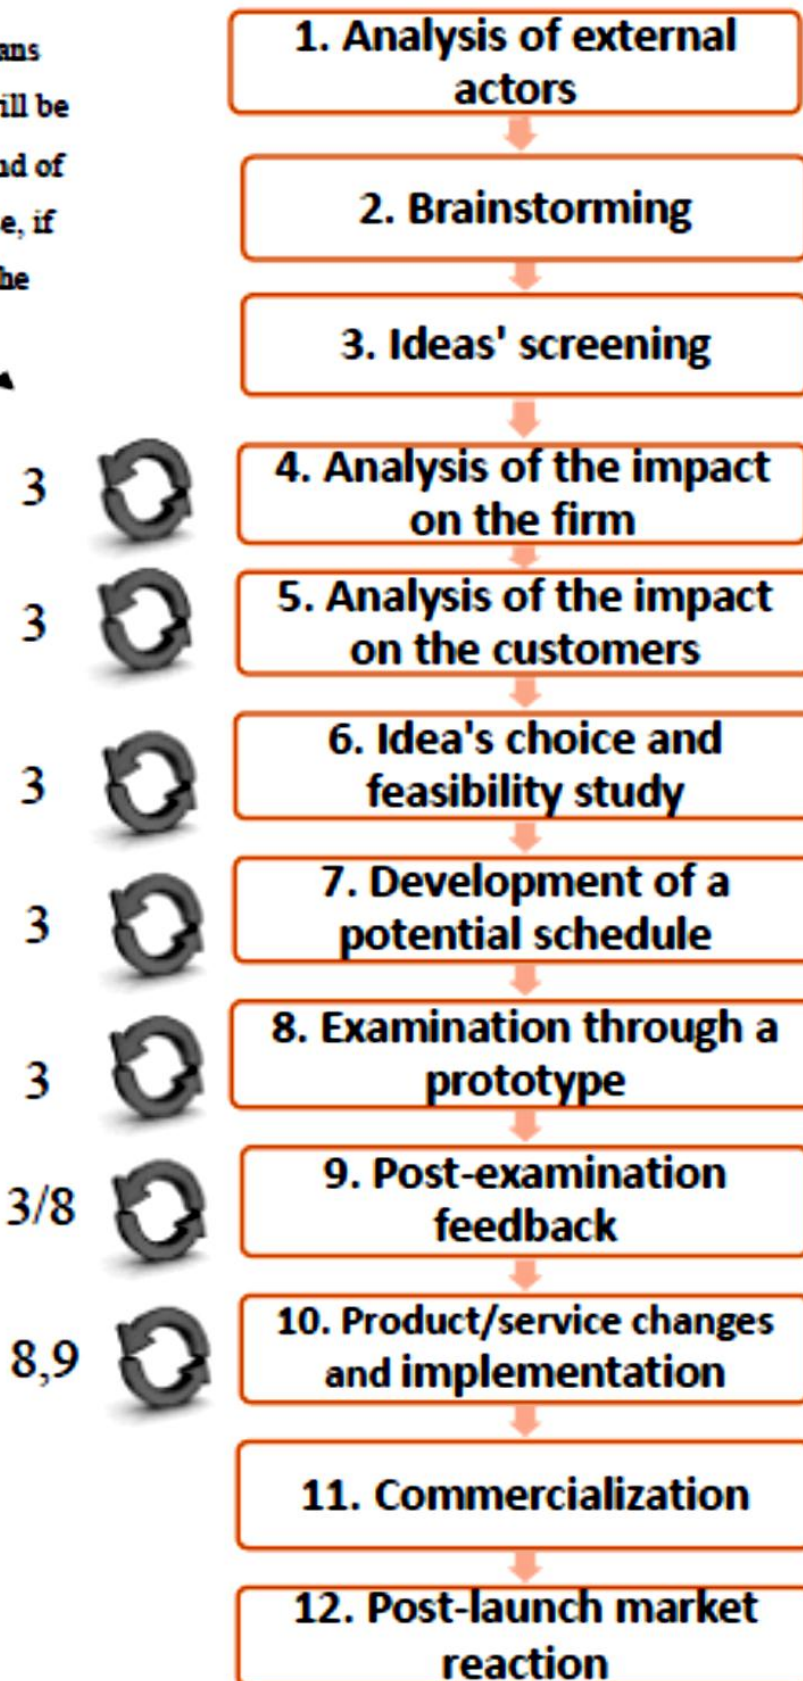 1. Analysis of external
actors
ill be
2. Brainstorming
e, if
3. Ideas' screening
3
4. Analysis of the impact
on the firm
3
5. Analysis of the impact
on the customers
3
6. Idea's choice and
feasibility study
3
7. Development of a
potential schedule
3
8. Examination through a
prototype
3/8
9. Post-examination
feedback
8,9
10. Product/service changes
and implementation
11. Commercialization
12. Post-launch market
reaction